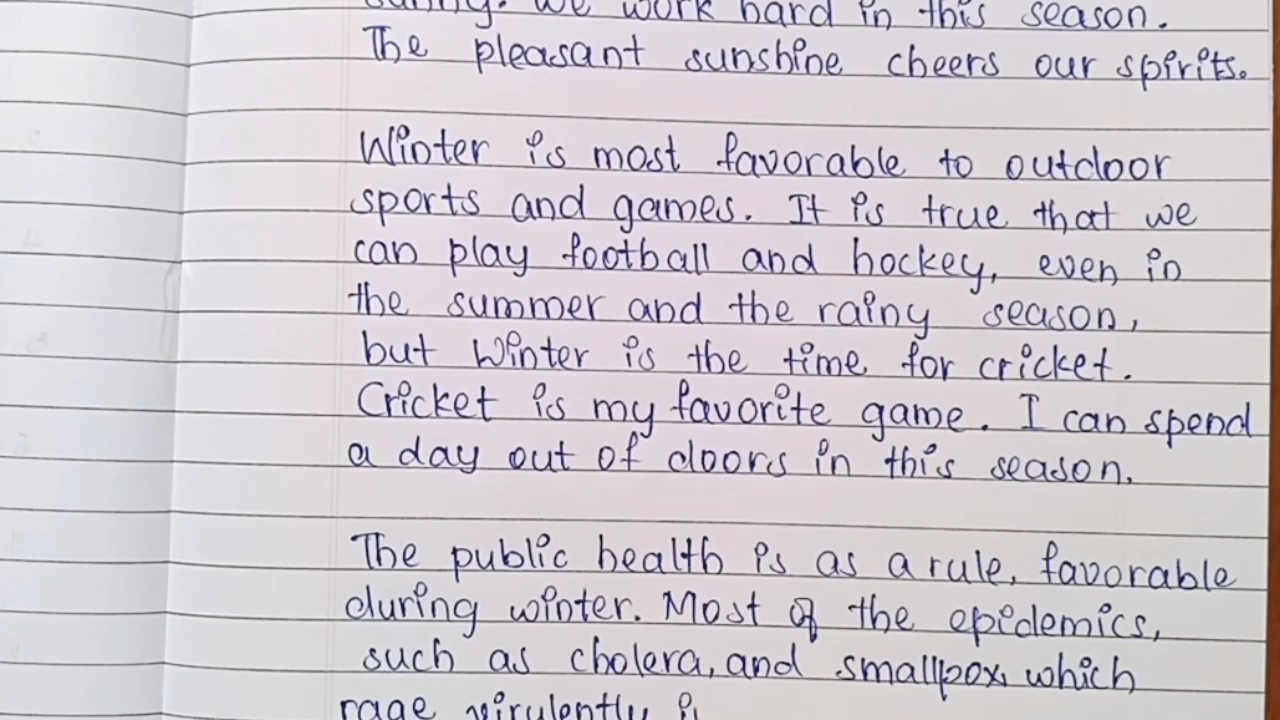 sunny. We work hard in this season.
The pleasant sunshine cheers our spirits.
Winter is most favorable to outdoor
sports and games. It is true that we
can play football and hockey, even in
the summer and the rainy season,
but Winter is the time for cricket.
Cricket is my favorite game. I can spend
a day out of doors in this season.
The public health is as a rule, favorable
during winter. Most of the epidemics,
such as cholera, and smallpox, which
rage virulently